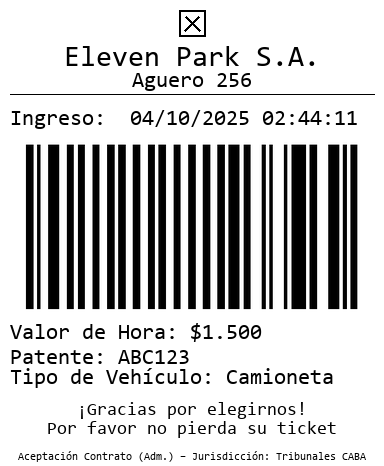 Eleven Park S.A.
Aguero 256
Ingreso: 04/10/2025 02:44:11
Valor de Hora: $1.500
Patente: ABC123
Tipo de Vehículo: Camioneta
¡Gracias por elegirnos!
Por favor no pierda su ticket
Aceptación Contrato (Adm.) – Jurisdicción: Tribunales CABA